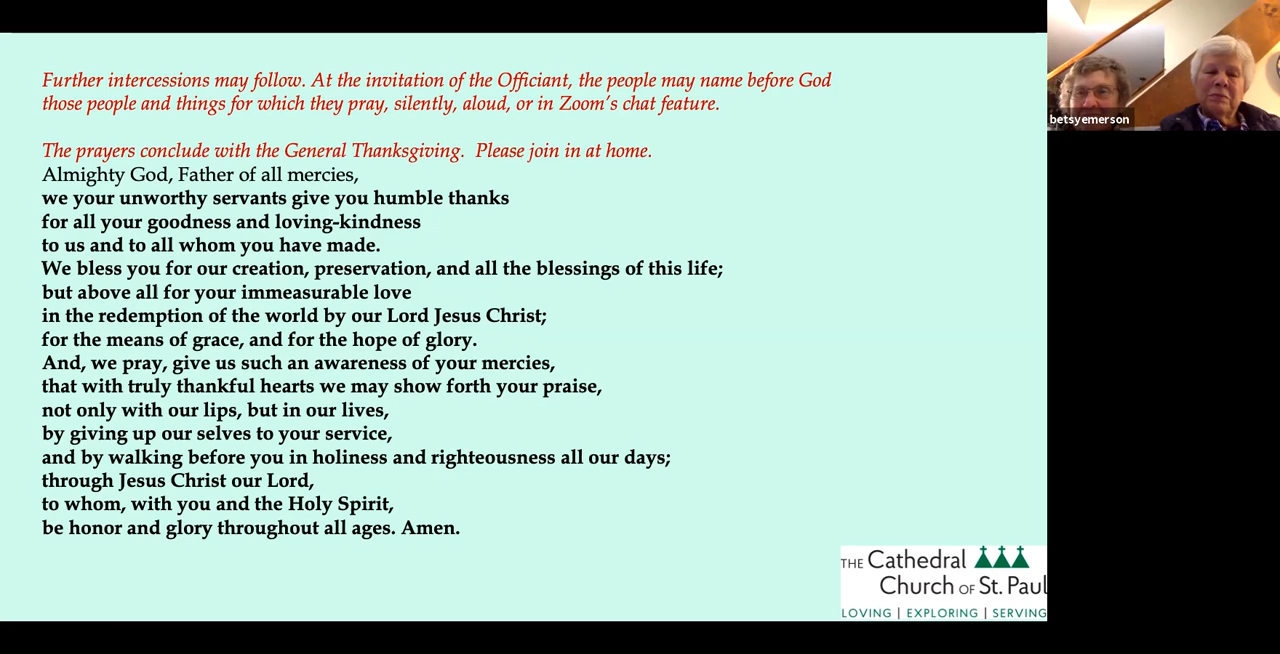 Further intercessions may follow. At the invitation of the Officiant, the people may name before God
those people and things for which they pray, silently, aloud, or in Zoom's chat feature.
The prayers conclude with the General Thanksgiving.  Please join in at home.
Almighty God, Father of all mercies,
we your unworthy servants give you humble thanks
for all your goodness and loving-kindness
to us and to all whom you have made.
We bless you for our creation, preservation, and all the blessings of this life;
but above all for your immeasurable love
in the redemption of the world by our Lord Jesus Christ;
for the means of grace, and for the hope of glory.
And, we pray, give us such an awareness of your mercies,
that with truly thankful hearts we may show forth your praise,
not only with our lips, but in our lives,
by giving up our selves to your service,
and by walking before you in holiness and righteousness all our days;
through Jesus Christ our Lord,
to whom, with you and the Holy Spirit,
be honor and glory throughout all ages. Amen.
betsyemerson
THE Cathedral
Church OF St. Paul
LOVING | EXPLORING | SERVING